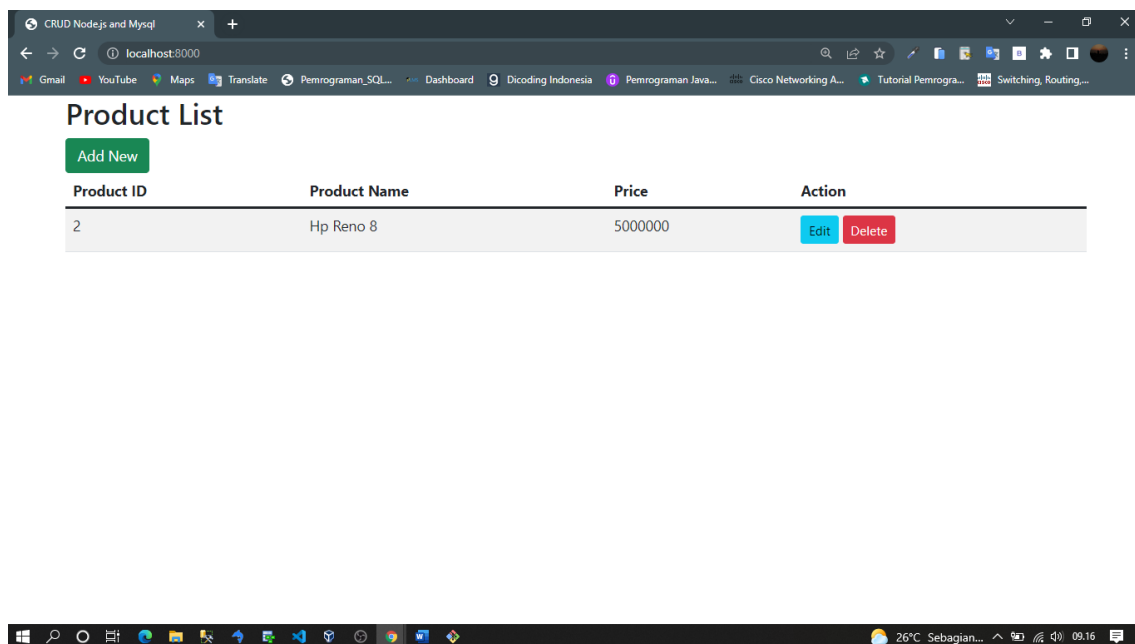 CRUD Node.js and Mysql
localhost:8000
Gmail YouTube Maps Translate Pemrograman_SQL... Dashboard Dicoding Indonesia Pemrograman Java... Cisco Networking A... Tutorial Pemrogra... Switching, Routing,...
Product List
Add New
Product ID Product Name Price Action
2 Hp Reno 8 5000000 Edit Delete
26°C Sebagian... 09.16